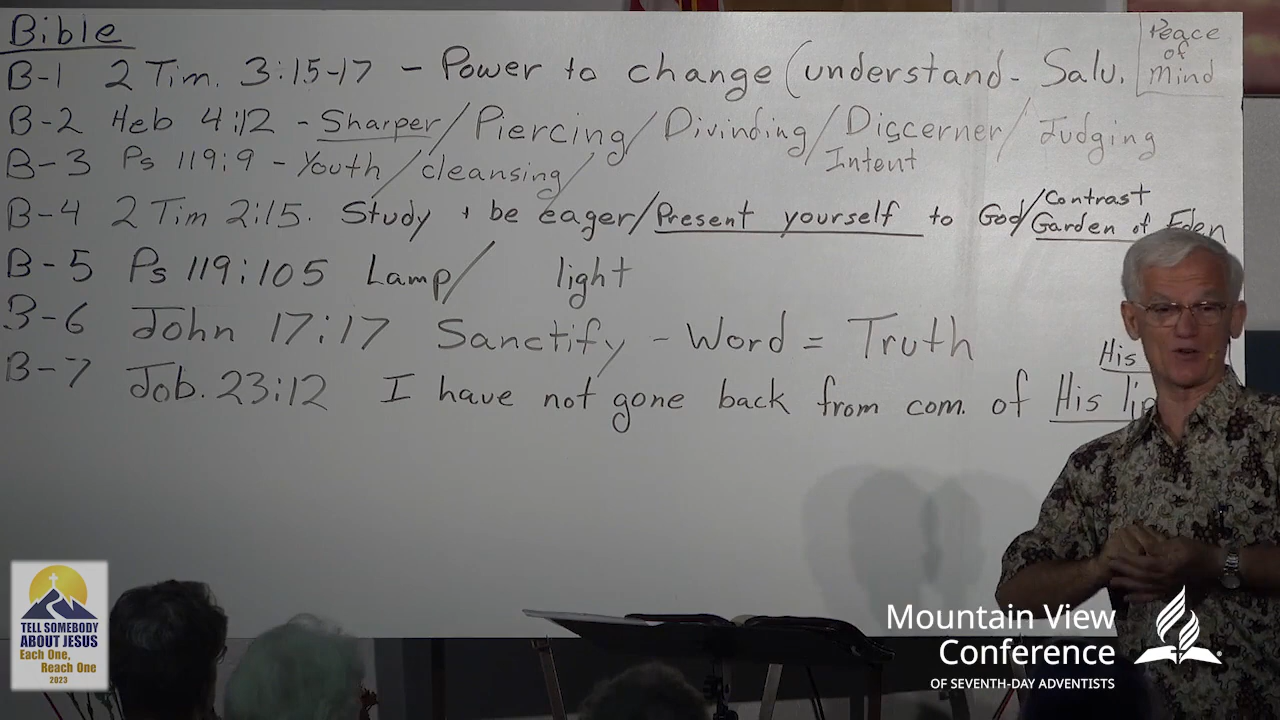 Bible
Peace
of
mind
B-1 2 Tim. 3:15-17 - Power to change (understand - Salv.
B-2 Heb 4:12 - Sharper/Piercing/Divinding/Discerner/Judging
Intent
B-3 Ps 119:9 - Youth/cleansing/
B-4 2 Tim 2:15. Study + be eager/Present yourself to God/Contrast
Garden of Eden
B-5 Ps 119:105 Lamp/ light
B-6 John 17:17 Sanctify - Word = Truth
His
B-7 Job. 23:12 I have not gone back from com. of His
TELL SOMEBODY
ABOUT JESUS
Each One,
Reach One
2023
Mountain View
Conference
OF SEVENTH-DAY ADVENTISTS